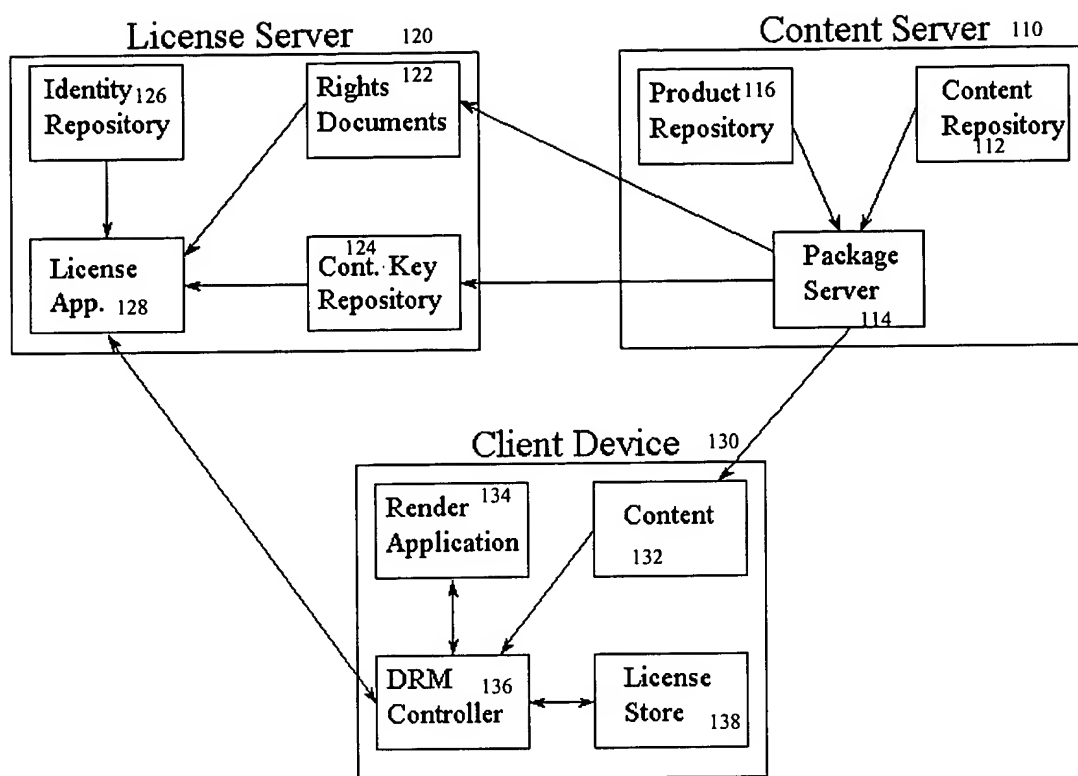 License Server 120
Identity 126
Repository
Rights 122
Documents
License
App. 128
124
Cont. Key
Repository
Content Server 110
Product 116
Repository
Content
Repository
112
Package
Server
114
Client Device 130
Render 134
Application
Content
132
DRM 136
Controller
License
Store 138